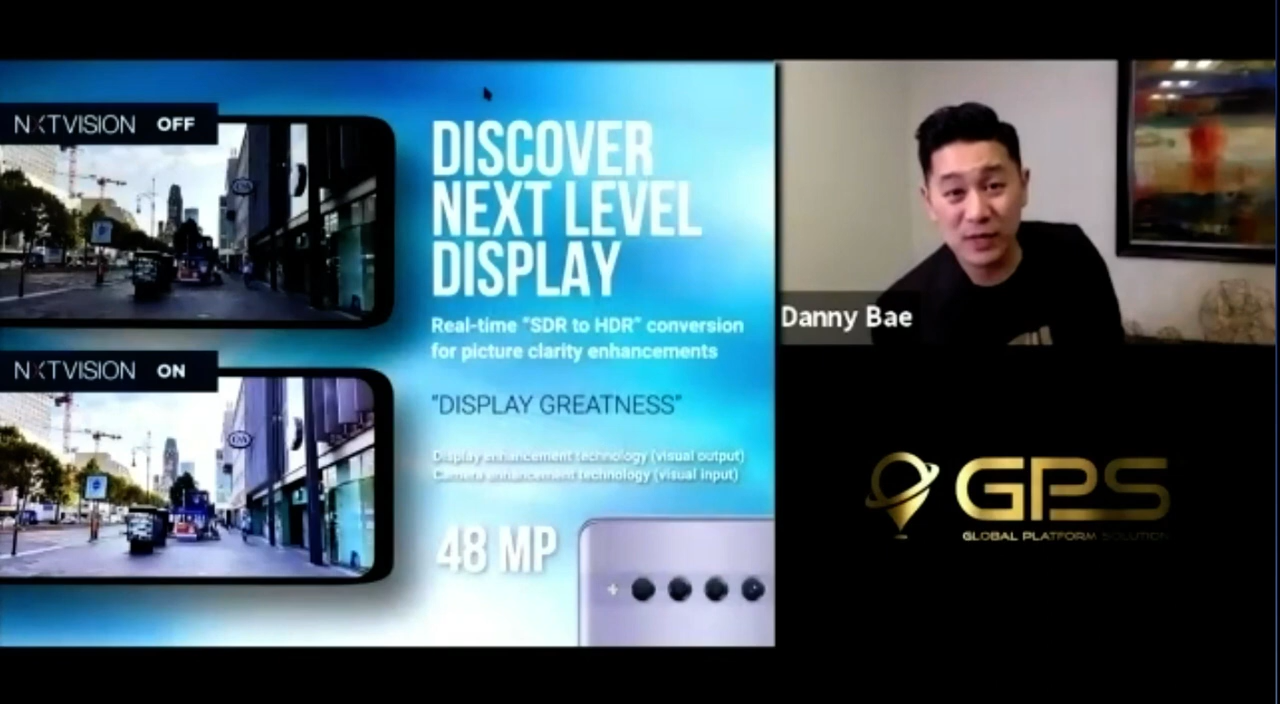 NXTVISION OFF
NXTVISION ON
DISCOVER
NEXT LEVEL
DISPLAY
Real-time "SDR to HDR" conversion
for picture clarity enhancements
"DISPLAY GREATNESS"
Display enhancement technology (visual output)
Camera enhancement technology (visual input)
48 MP
Danny Bae
GPS
GLOBAL PLATFORM SOLUTION